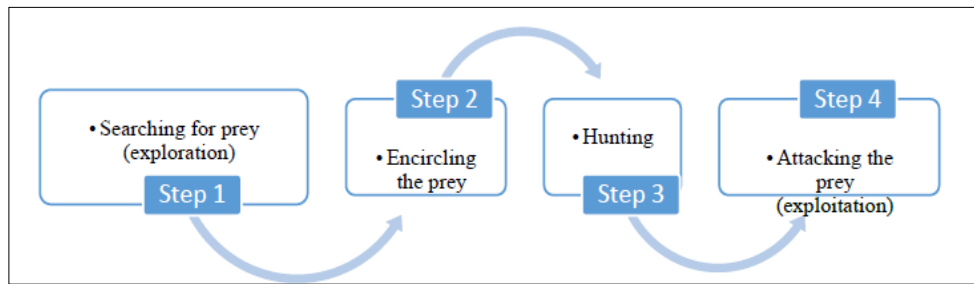 • Searching for prey
(exploration)
Step 1
Step 2
• Encircling
the prey
• Hunting
Step 3
Step 4
• Attacking the
prey
(exploitation)